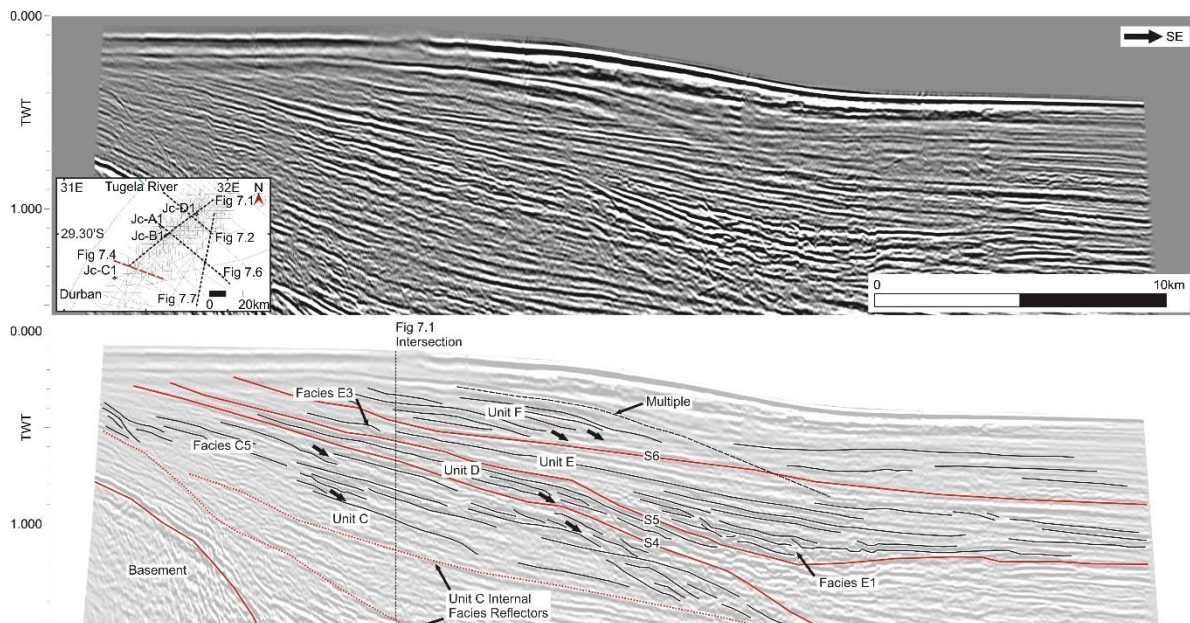 0.000
SE
TWT
31E
Tugela River
32E
N
Jc-D1
Fig 7.1
Jc-A1
1.000
29.30'S
Jc-B1
Fig 7.2
Fig 7.4
Jc-C1
Fig 7.6
Durban
Fig 7.7
0 20km
0 10km
0.000
Fig 7.1
Intersection
Facies E3
Unit F
Multiple
TWT
Facies C5
S6
Unit E
Unit D
Unit C
S5
1.000
S4
Basement
Facies E1
Unit C Internal
Facies Reflectors